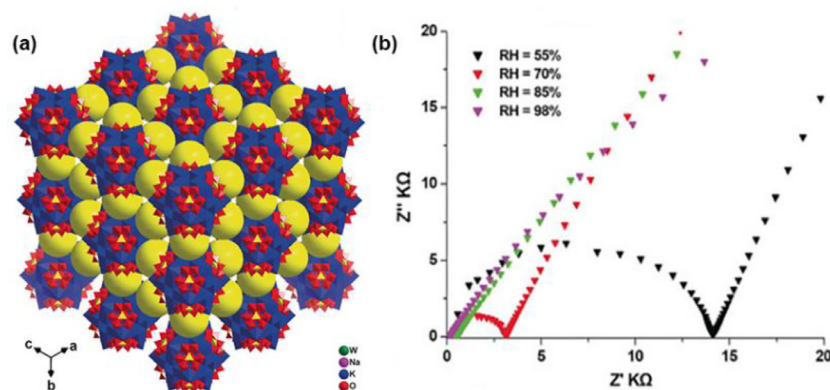 (a)
c
a
b
W
Na
K
O
(b)
20
15
10
5
0
Z'' KΩ
RH = 55%
RH = 70%
RH = 85%
RH = 98%
0
5
10
15
20
Z' KΩ